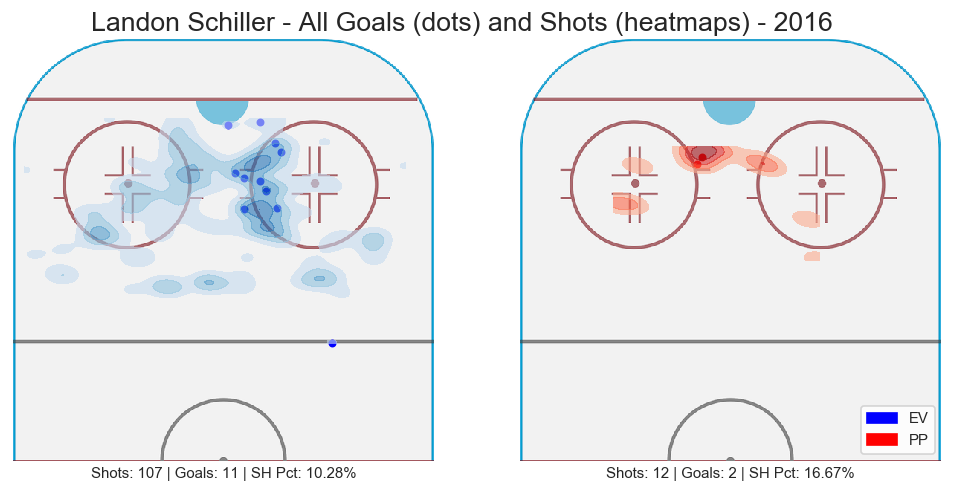 Landon Schiller - All Goals (dots) and Shots (heatmaps) - 2016
EV
PP
Shots: 107 | Goals: 11 | SH Pct: 10.28%
Shots: 12 | Goals: 2 | SH Pct: 16.67%